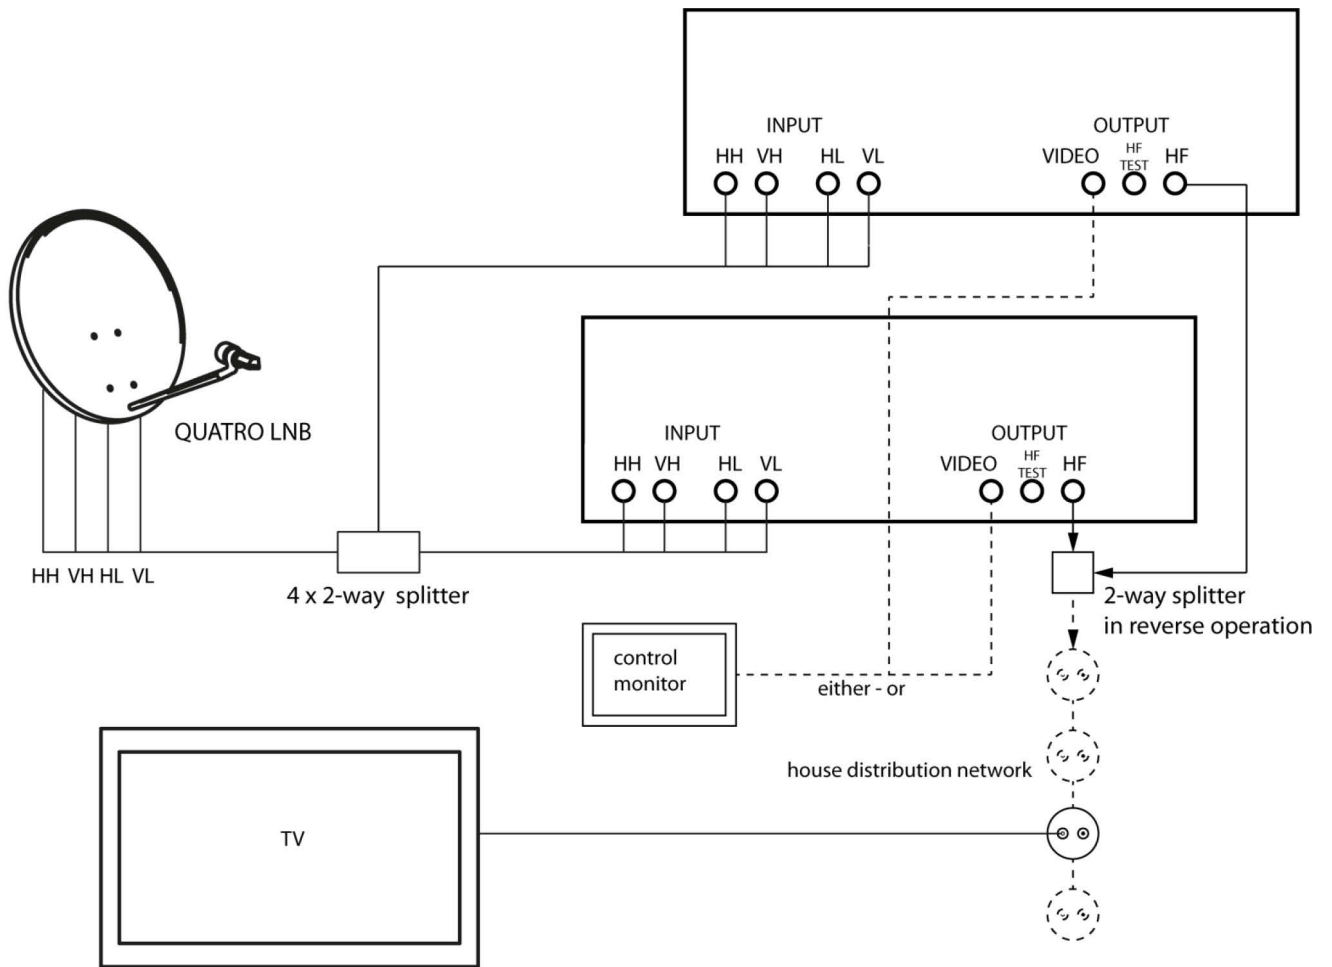 INPUT
OUTPUT
HH VH HL VL
VIDEO HF TEST HF
QUATRO LNB
INPUT
OUTPUT
HH VH HL VL
VIDEO HF TEST HF
HH VH HL VL
4 x 2-way splitter
2-way splitter
in reverse operation
control
monitor
either - or
house distribution network
TV